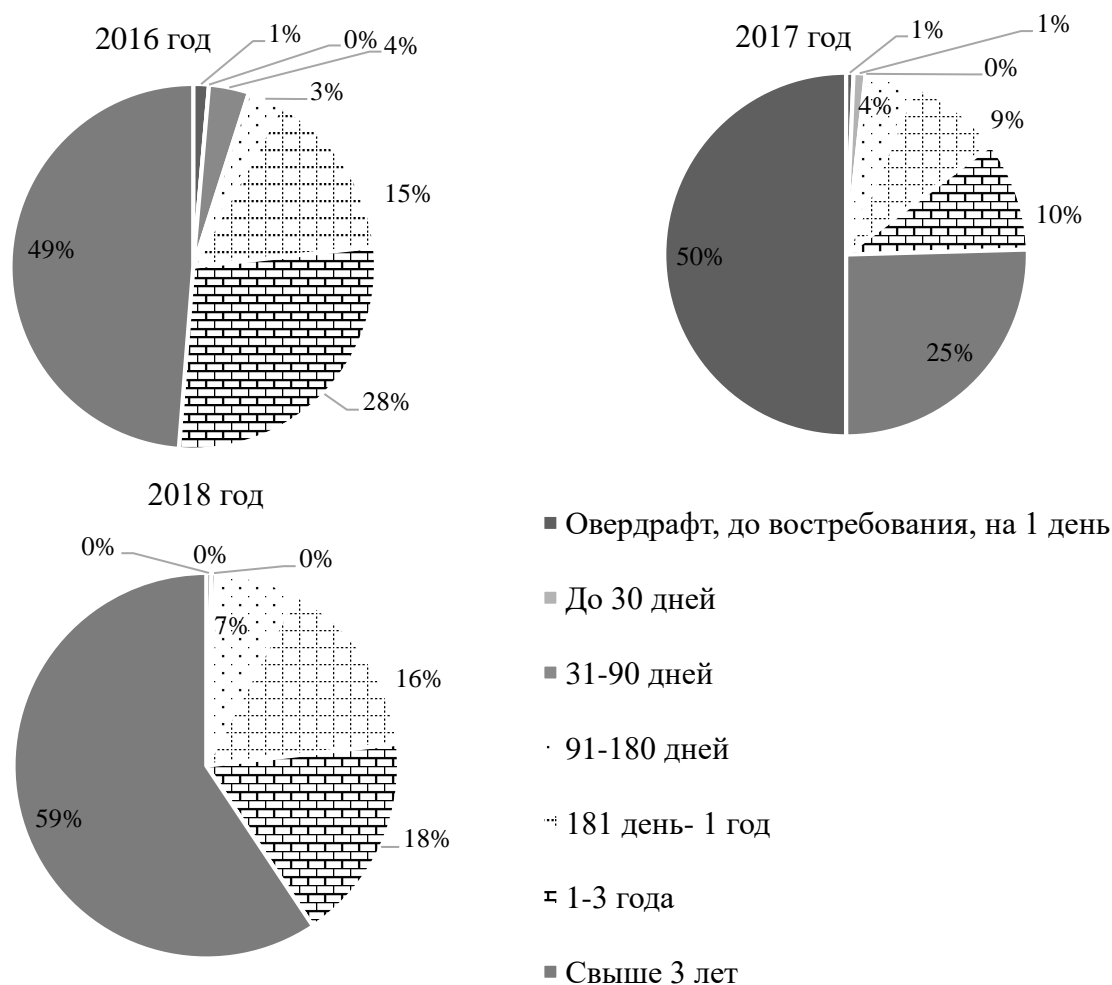 2016 год
1%
0%
4%
3%
15%
28%
49%
2017 год
1%
1%
0%
4%
9%
10%
25%
50%
2018 год
0%
0%
0%
7%
16%
18%
59%
Овердрафт, до востребования, на 1 день
До 30 дней
31-90 дней
91-180 дней
181 день- 1 год
1-3 года
Свыше 3 лет